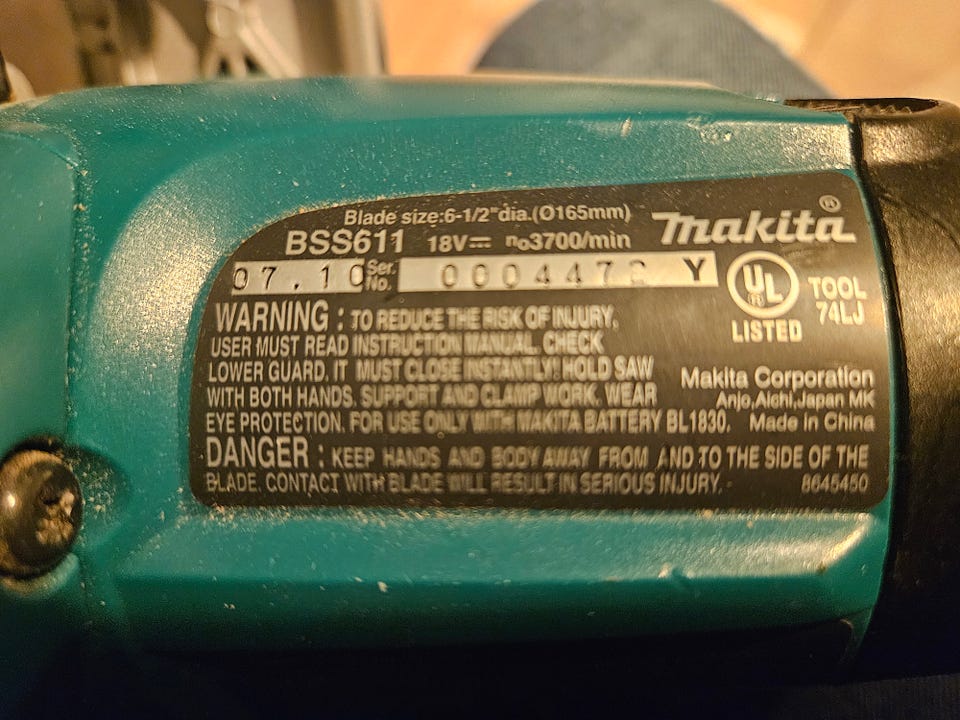 Blade size:6-1/2"dia.(Ø165mm)
BSS611 18V⎓ n₀3700/min
makita®
07.10 Ser. No. 000447 Y
UL ® LISTED
TOOL 74LJ
WARNING : TO REDUCE THE RISK OF INJURY,
USER MUST READ INSTRUCTION MANUAL. CHECK
LOWER GUARD. IT MUST CLOSE INSTANTLY! HOLD SAW
WITH BOTH HANDS. SUPPORT AND CLAMP WORK. WEAR
EYE PROTECTION. FOR USE ONLY WITH MAKITA BATTERY BL1830.
Makita Corporation
Anjo,Aichi,Japan MK
Made in China
DANGER : KEEP HANDS AND BODY AWAY FROM AND TO THE SIDE OF THE
BLADE. CONTACT WITH BLADE WILL RESULT IN SERIOUS INJURY.
8645450